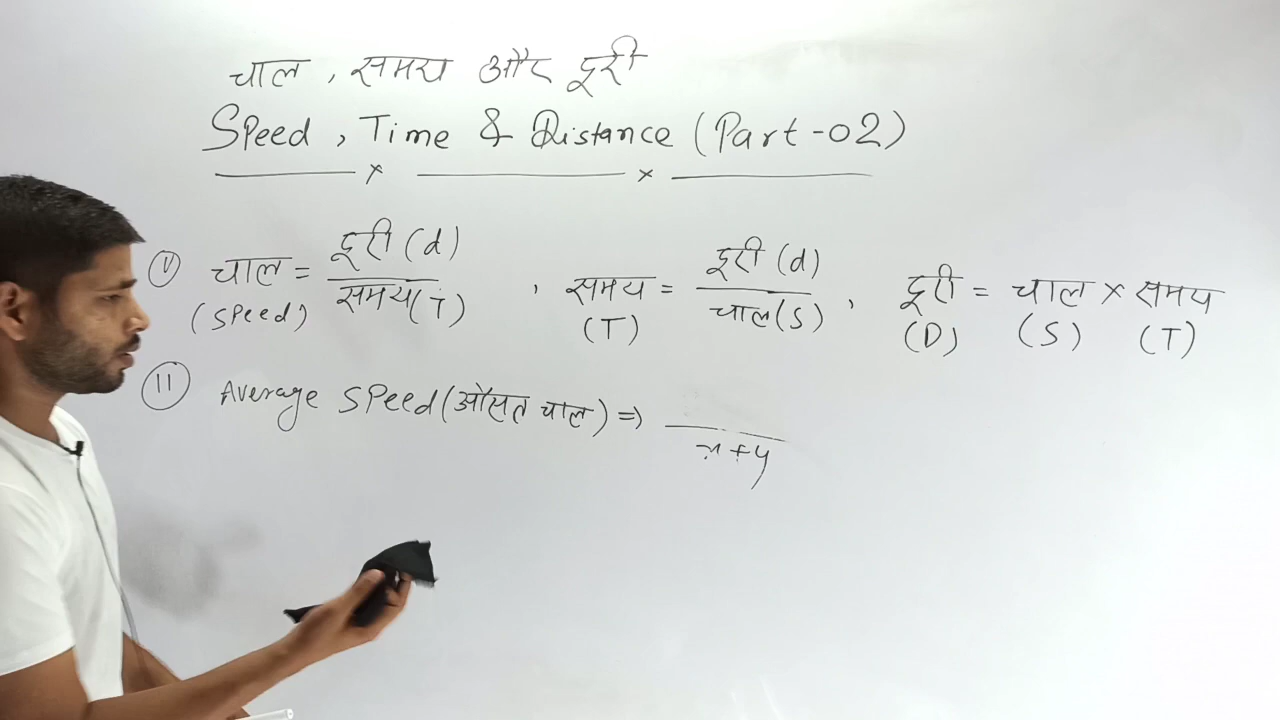 चाल, समय और दूरी
Speed, Time & Distance (Part-02)
(I) चाल = दूरी (d) / समय (T) , समय = दूरी (d) / चाल (S) , दूरी = चाल × समय
(Speed) (T) (D) (S) (T)
(II) Average Speed (औसत चाल) ⇒ ― / x+y